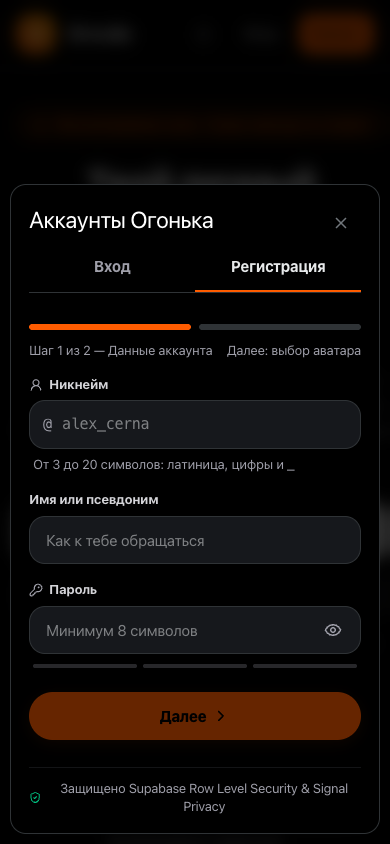 Аккаунты Огонька
Вход
Регистрация
Шаг 1 из 2 — Данные аккаунта
Далее: выбор аватара
Никнейм
@ alex_cerna
От 3 до 20 символов: латиница, цифры и _
Имя или псевдоним
Как к тебе обращаться
Пароль
Минимум 8 символов
Далее
Защищено Supabase Row Level Security & Signal
Privacy